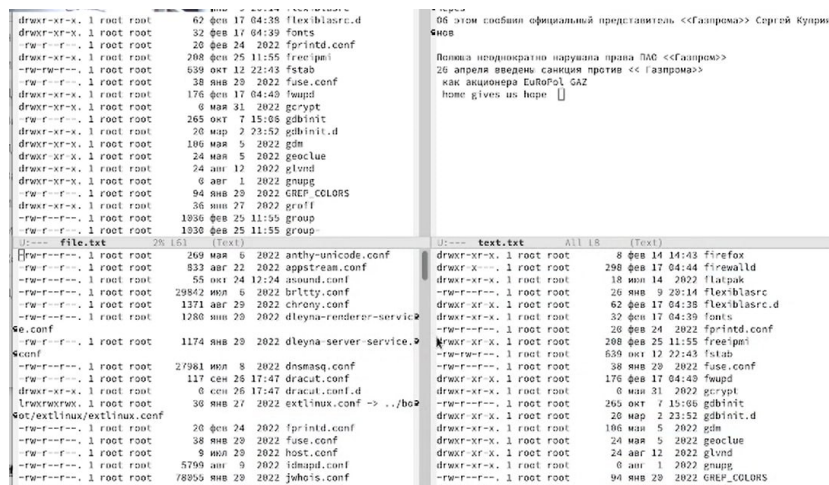 drwxr-xr-x. 1 root root 62 фев 17 04:38 flexiblasrc.d
drwxr-xr-x. 1 root root 32 фев 17 04:39 fonts
-rw-r--r--. 1 root root 20 фев 24 2022 fprintd.conf
drwxr-xr-x. 1 root root 208 фев 25 11:55 freeipmi
-rw-rw-r--. 1 root root 639 окт 12 22:43 fstab
-rw-r--r--. 1 root root 38 янв 20 2022 fuse.conf
drwxr-xr-x. 1 root root 176 фев 17 04:40 fwupd
drwxr-xr-x. 1 root root 0 мая 31 2022 gcrypt
-rw-r--r--. 1 root root 265 окт 7 15:06 gdbinit
drwxr-xr-x. 1 root root 20 мар 2 23:52 gdbinit.d
drwxr-xr-x. 1 root root 106 мая 5 2022 gdm
drwxr-xr-x. 1 root root 24 мая 5 2022 geoclue
drwxr-xr-x. 1 root root 24 авг 12 2022 glvnd
drwxr-xr-x. 1 root root 0 авг 1 2022 gnupg
-rw-r--r--. 1 root root 94 янв 20 2022 GREP_COLORS
drwxr-xr-x. 1 root root 36 янв 27 2022 groff
-rw-r--r--. 1 root root 1036 фев 25 11:55 group
-rw-r--r--. 1 root root 1030 фев 25 11:55 group-
U:--- file.txt 2% L61 (Text)
Об этом сообщил официальный представитель <<Газпрома>> Сергей Куприя
нов
Полюша неоднократно нарушала права ПАО <<Газпром>>
26 апреля введены санкция против << Газпрома>>
как акционера EuRoPol GAZ
home gives us hope
U:--- text.txt All L8 (Text)
-rw-r--r--. 1 root root 269 мая 6 2022 anthy-unicode.conf
-rw-r--r--. 1 root root 833 авг 22 2022 appstream.conf
-rw-r--r--. 1 root root 55 окт 24 12:24 asound.conf
-rw-r--r--. 1 root root 29842 июл 6 2022 brltty.conf
-rw-r--r--. 1 root root 1371 авг 29 2022 chrony.conf
-rw-r--r--. 1 root root 1280 янв 20 2022 dleyna-renderer-servic
e.conf
-rw-r--r--. 1 root root 1174 янв 20 2022 dleyna-server-service.
conf
-rw-r--r--. 1 root root 27981 июл 8 2022 dnsmasq.conf
-rw-r--r--. 1 root root 117 сен 26 17:47 dracut.conf
drwxr-xr-x. 1 root root 0 сен 26 17:47 dracut.conf.d
lrwxrwxrwx. 1 root root 30 янв 27 2022 extlinux.conf -> ../bo
ot/extlinux/extlinux.conf
-rw-r--r--. 1 root root 20 фев 24 2022 fprintd.conf
-rw-r--r--. 1 root root 38 янв 20 2022 fuse.conf
-rw-r--r--. 1 root root 9 июл 20 2022 host.conf
-rw-r--r--. 1 root root 5799 авг 9 2022 idmapd.conf
-rw-r--r--. 1 root root 78055 янв 20 2022 jwhois.conf
drwxr-xr-x. 1 root root 8 фев 14 14:43 firefox
drwxr-x---. 1 root root 298 фев 17 04:44 firewalld
drwxr-xr-x. 1 root root 18 июн 14 2022 flatpak
-rw-r--r--. 1 root root 26 янв 9 20:14 flexiblasrc
drwxr-xr-x. 1 root root 62 фев 17 04:38 flexiblasrc.d
drwxr-xr-x. 1 root root 32 фев 17 04:39 fonts
-rw-r--r--. 1 root root 20 фев 24 2022 fprintd.conf
drwxr-xr-x. 1 root root 208 фев 25 11:55 freeipmi
-rw-rw-r--. 1 root root 639 окт 12 22:43 fstab
-rw-r--r--. 1 root root 38 янв 20 2022 fuse.conf
drwxr-xr-x. 1 root root 176 фев 17 04:40 fwupd
drwxr-xr-x. 1 root root 0 мая 31 2022 gcrypt
-rw-r--r--. 1 root root 265 окт 7 15:06 gdbinit
drwxr-xr-x. 1 root root 20 мар 2 23:52 gdbinit.d
drwxr-xr-x. 1 root root 106 мая 5 2022 gdm
drwxr-xr-x. 1 root root 24 мая 5 2022 geoclue
drwxr-xr-x. 1 root root 24 авг 12 2022 glvnd
drwxr-xr-x. 1 root root 0 авг 1 2022 gnupg
-rw-r--r--. 1 root root 94 янв 20 2022 GREP_COLORS